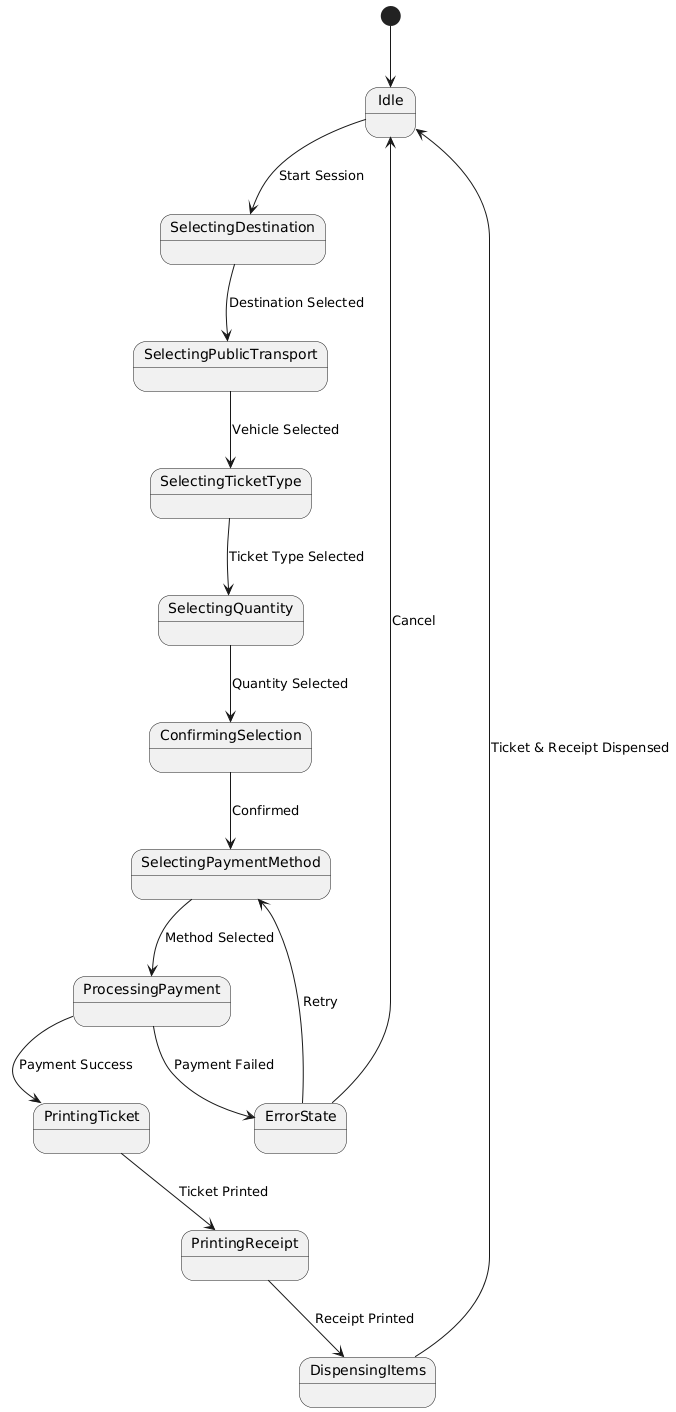 Idle
Start Session
SelectingDestination
Destination Selected
SelectingPublicTransport
Vehicle Selected
SelectingTicketType
Ticket Type Selected
SelectingQuantity
Cancel
Quantity Selected
ConfirmingSelection
Ticket & Receipt Dispensed
Confirmed
SelectingPaymentMethod
Method Selected
ProcessingPayment
Retry
Payment Success
Payment Failed
PrintingTicket
ErrorState
Ticket Printed
PrintingReceipt
Receipt Printed
DispensingItems